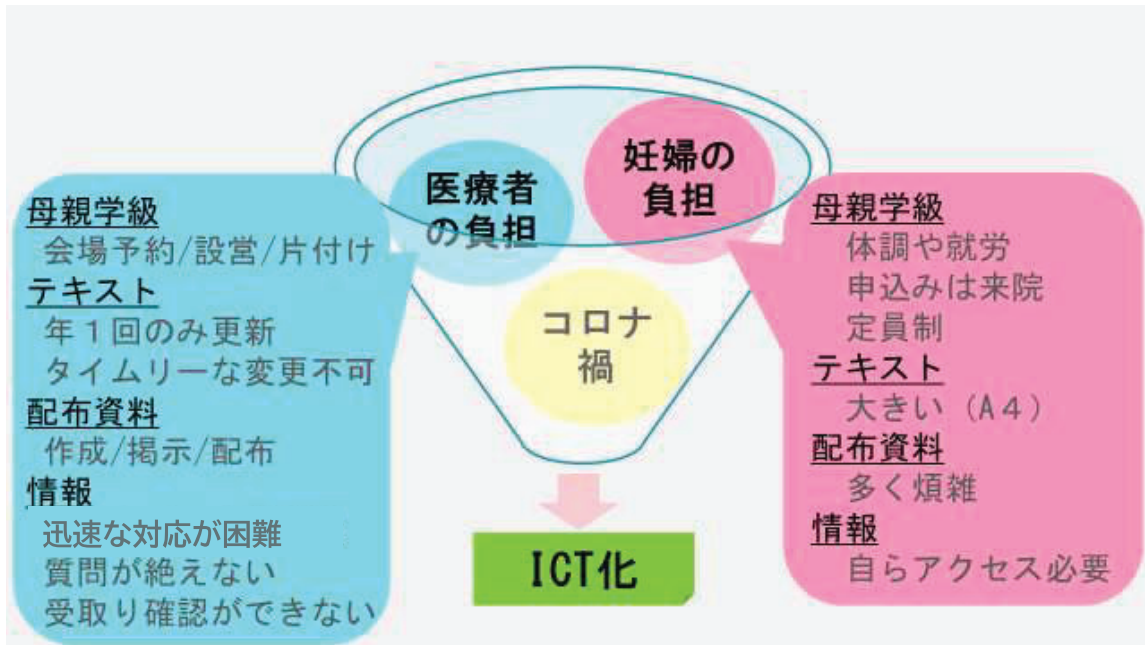 母親学級
会場予約/設営/片付け
テキスト
年１回のみ更新
タイムリーな変更不可
配布資料
作成/掲示/配布
情報
迅速な対応が困難
質問が絶えない
受取り確認ができない
医療者
の負担
妊婦の
負担
コロナ
禍
ICT化
母親学級
体調や就労
申込みは来院
定員制
テキスト
大きい（A４）
配布資料
多く煩雑
情報
自らアクセス必要